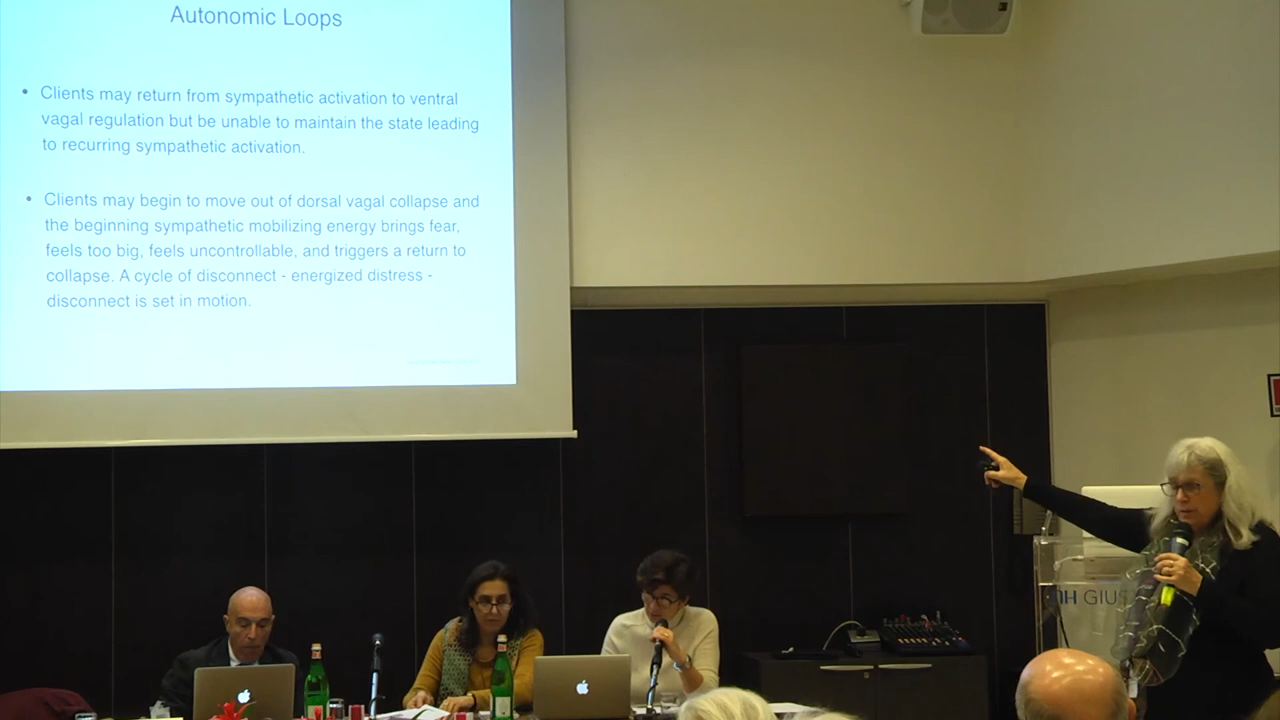 Autonomic Loops
• Clients may return from sympathetic activation to ventral
vagal regulation but be unable to maintain the state leading
to recurring sympathetic activation.
• Clients may begin to move out of dorsal vagal collapse and
the beginning sympathetic mobilizing energy brings fear,
feels too big, feels uncontrollable, and triggers a return to
collapse. A cycle of disconnect - energized distress -
disconnect is set in motion.
NH GIUST